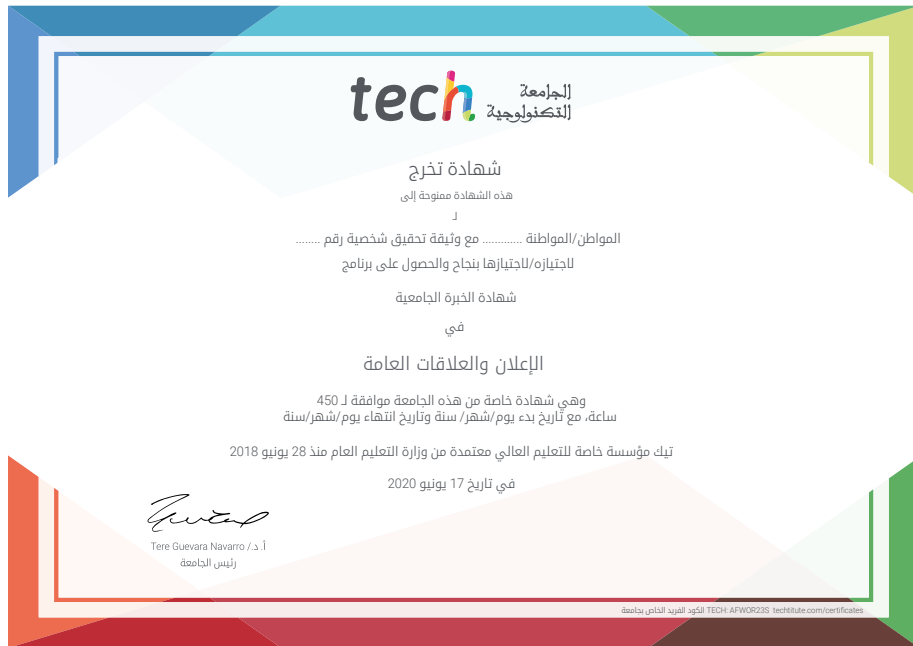 tech الجامعة
التكنولوجية
شهادة تخرج
هذه الشهادة ممنوحة إلى
لـ
المواطن/المواطنة ............ مع وثيقة تحقيق شخصية رقم ........
لاجتيازه/لاجتيازها بنجاح والحصول على برنامج
شهادة الخبرة الجامعية
في
الإعلان والعلاقات العامة
وهي شهادة خاصة من هذه الجامعة موافقة لـ 450
ساعة، مع تاريخ بدء يوم/شهر/ سنة وتاريخ انتهاء يوم/شهر/سنة
تيك مؤسسة خاصة للتعليم العالي معتمدة من وزارة التعليم العام منذ 28 يونيو 2018
في تاريخ 17 يونيو 2020
أ. د./ Tere Guevara Navarro
رئيس الجامعة
الكود الفريد الخاص بجامعة TECH: AFWOR23S techtitute.com/certificates